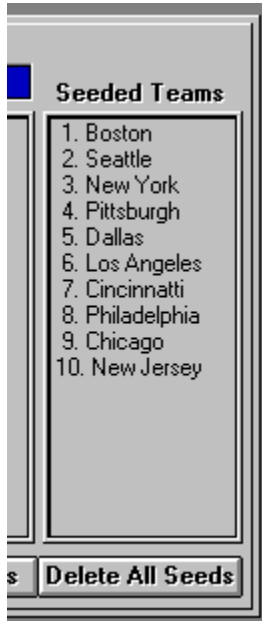 Seeded Teams
1. Boston
2. Seattle
3. New York
4. Pittsburgh
5. Dallas
6. Los Angeles
7. Cincinnatti
8. Philadelphia
9. Chicago
10. New Jersey
s
Delete All Seeds